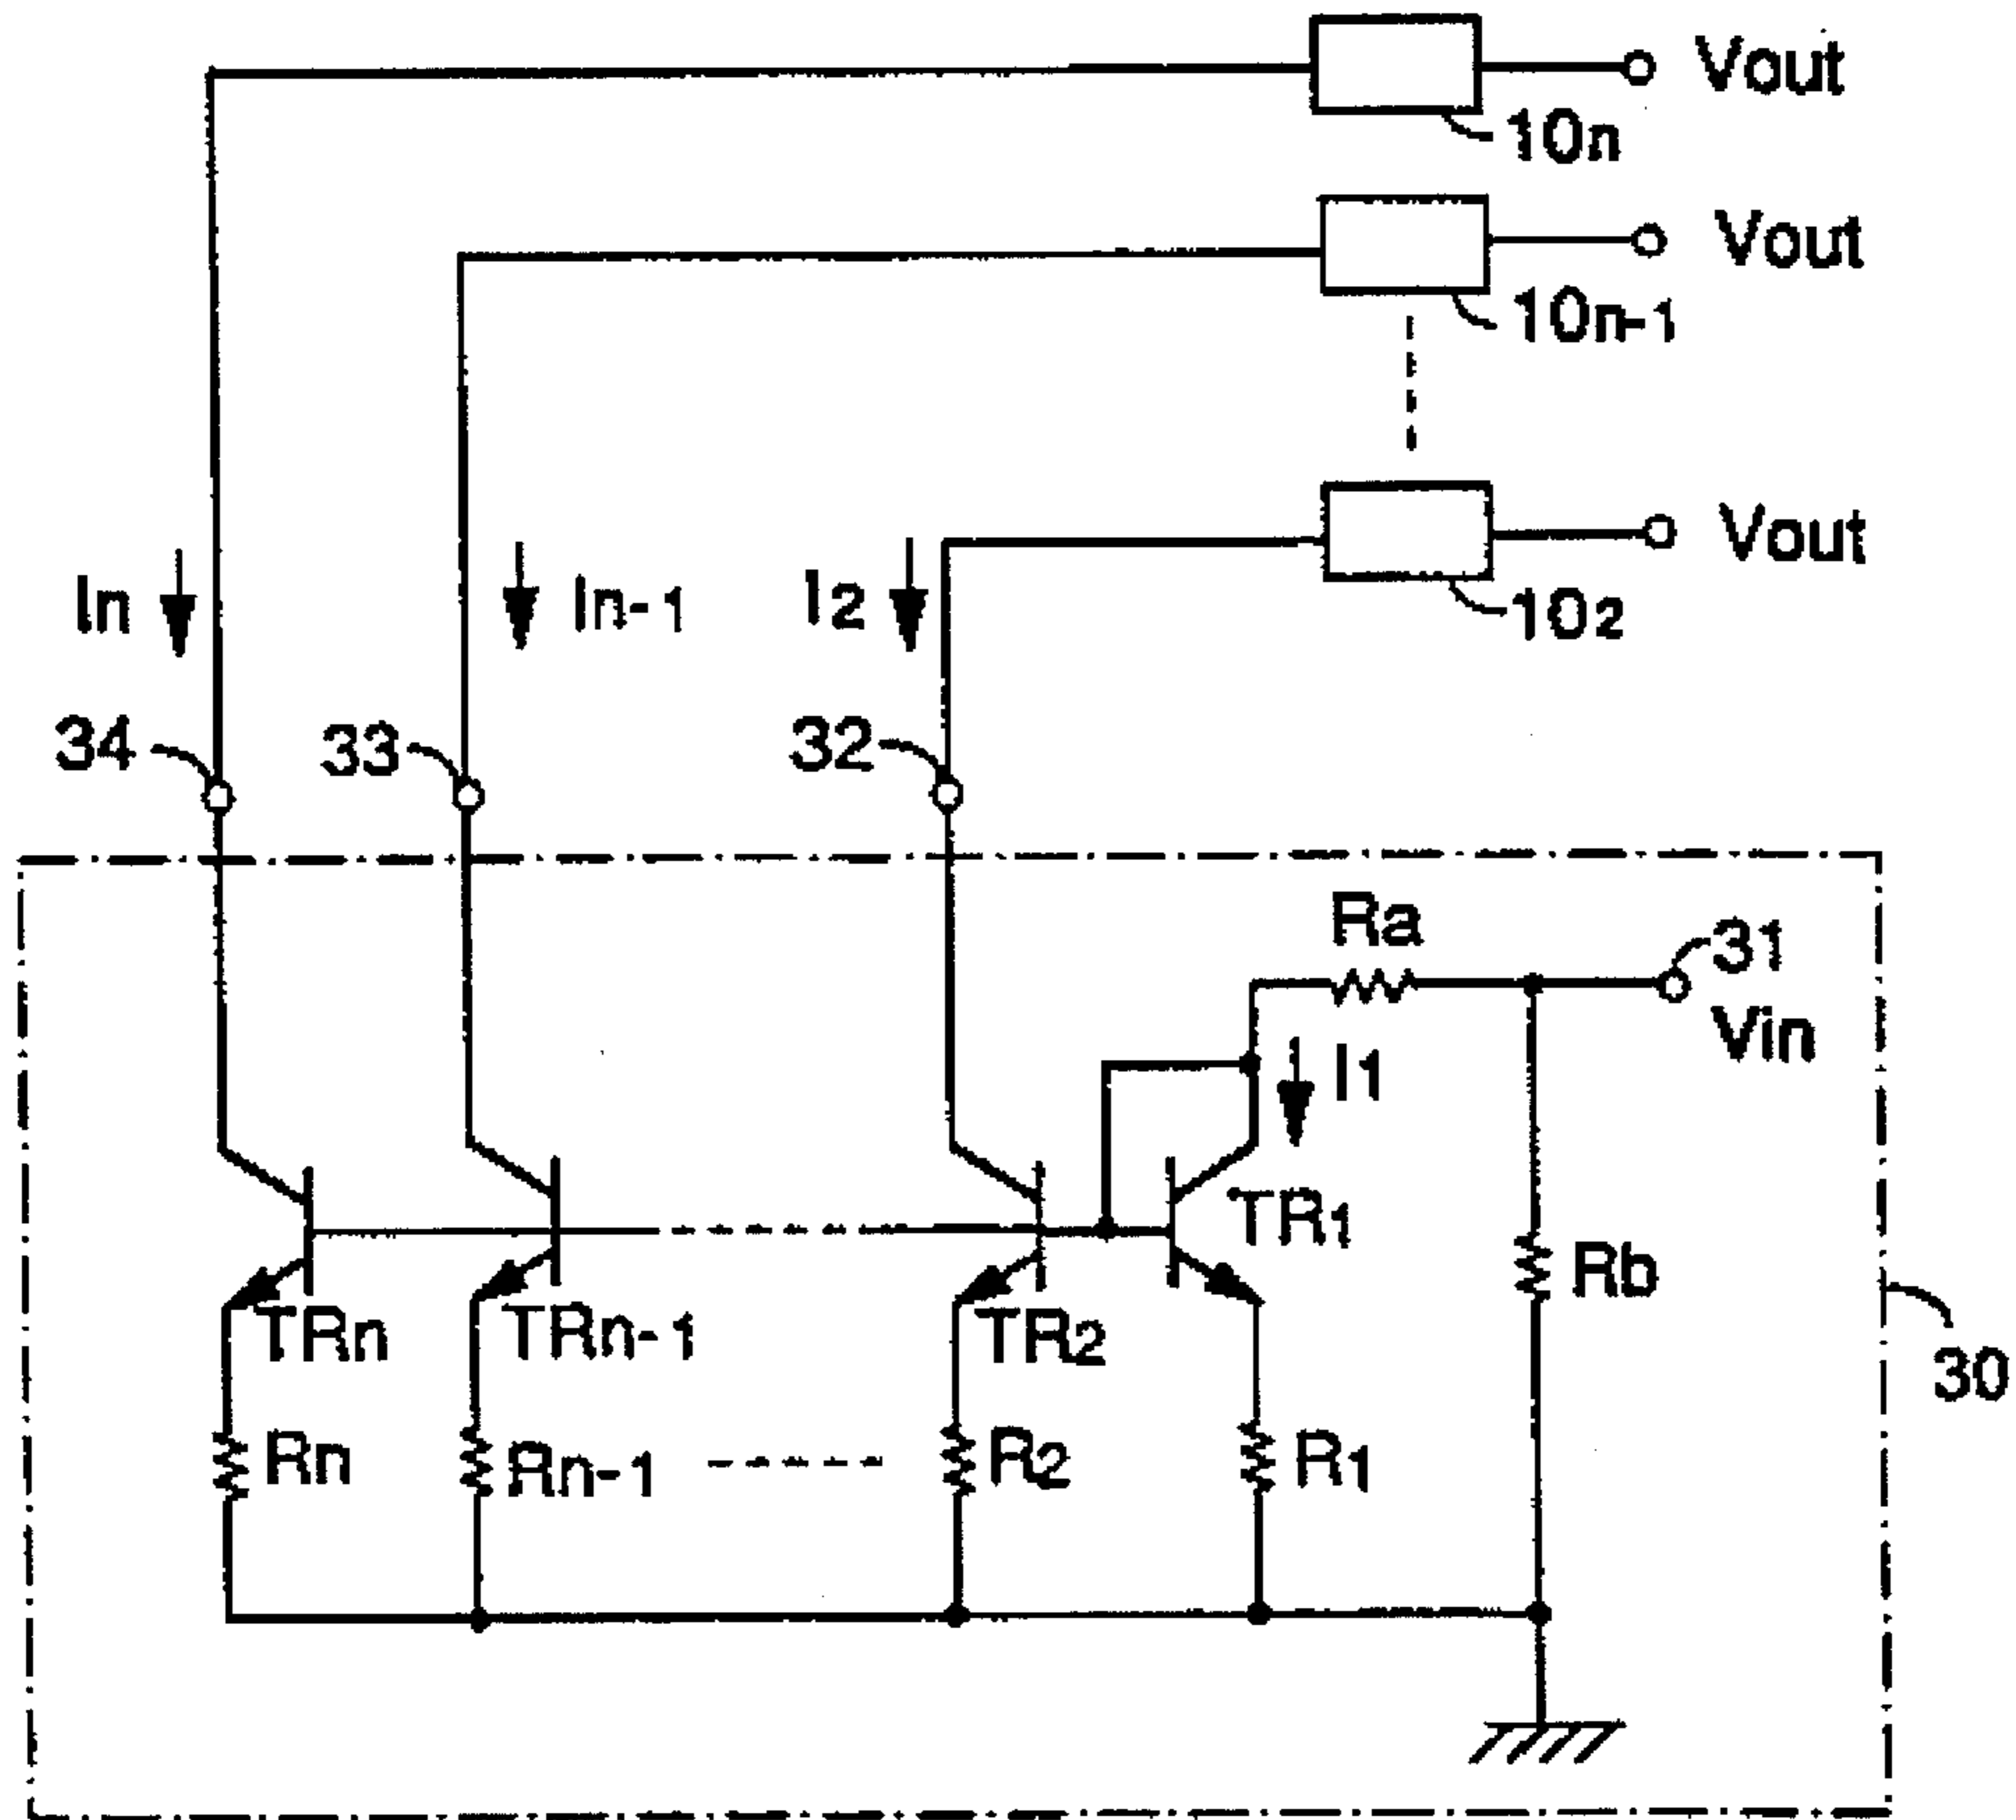 Vout
10n
Vout
10n-1
Vout
102
In
In-1
I2
34
33
32
Ra
31
Vin
I1
TR1
Rb
TRn
TRn-1
TR2
30
Rn
Rn-1
R2
R1